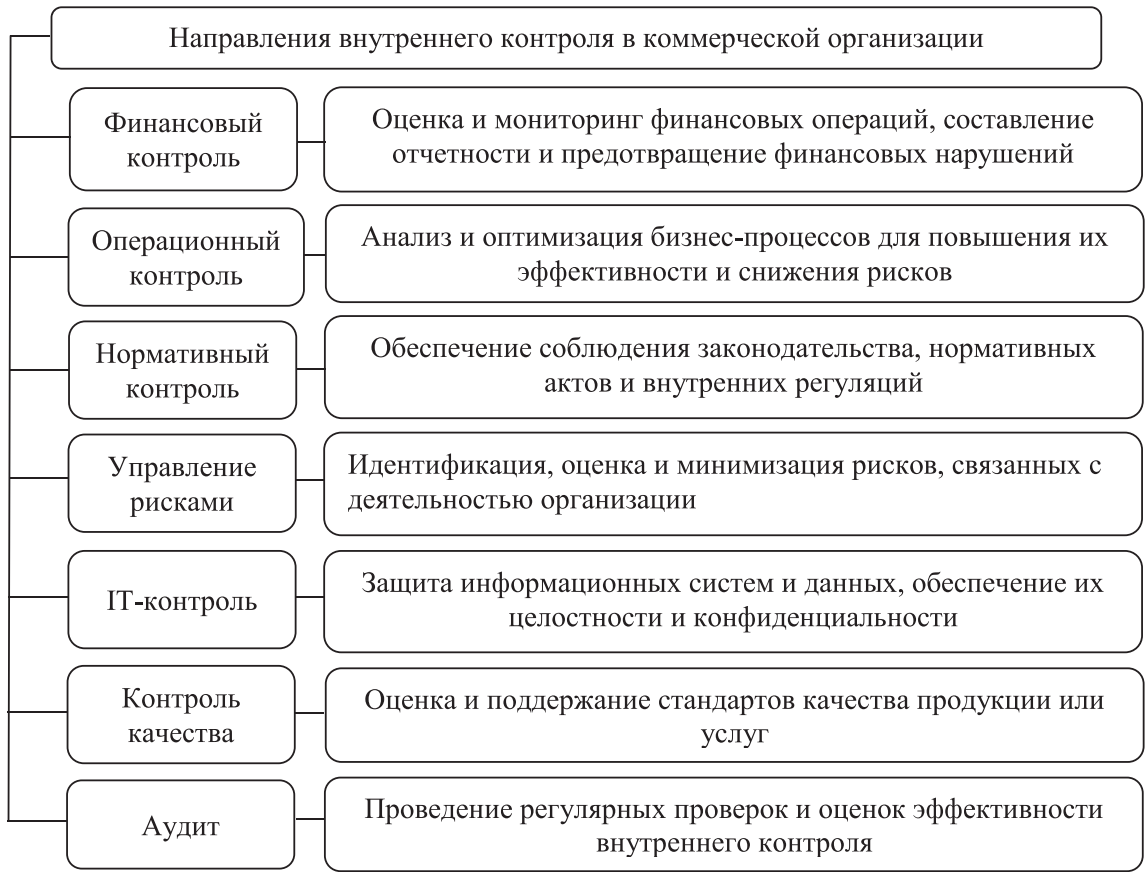 Направления внутреннего контроля в коммерческой организации
Финансовый
контроль
Оценка и мониторинг финансовых операций, составление
отчетности и предотвращение финансовых нарушений
Операционный
контроль
Анализ и оптимизация бизнес-процессов для повышения их
эффективности и снижения рисков
Нормативный
контроль
Обеспечение соблюдения законодательства, нормативных
актов и внутренних регуляций
Управление
рисками
Идентификация, оценка и минимизация рисков, связанных с
деятельностью организации
IT-контроль
Защита информационных систем и данных, обеспечение их
целостности и конфиденциальности
Контроль
качества
Оценка и поддержание стандартов качества продукции или
услуг
Аудит
Проведение регулярных проверок и оценок эффективности
внутреннего контроля